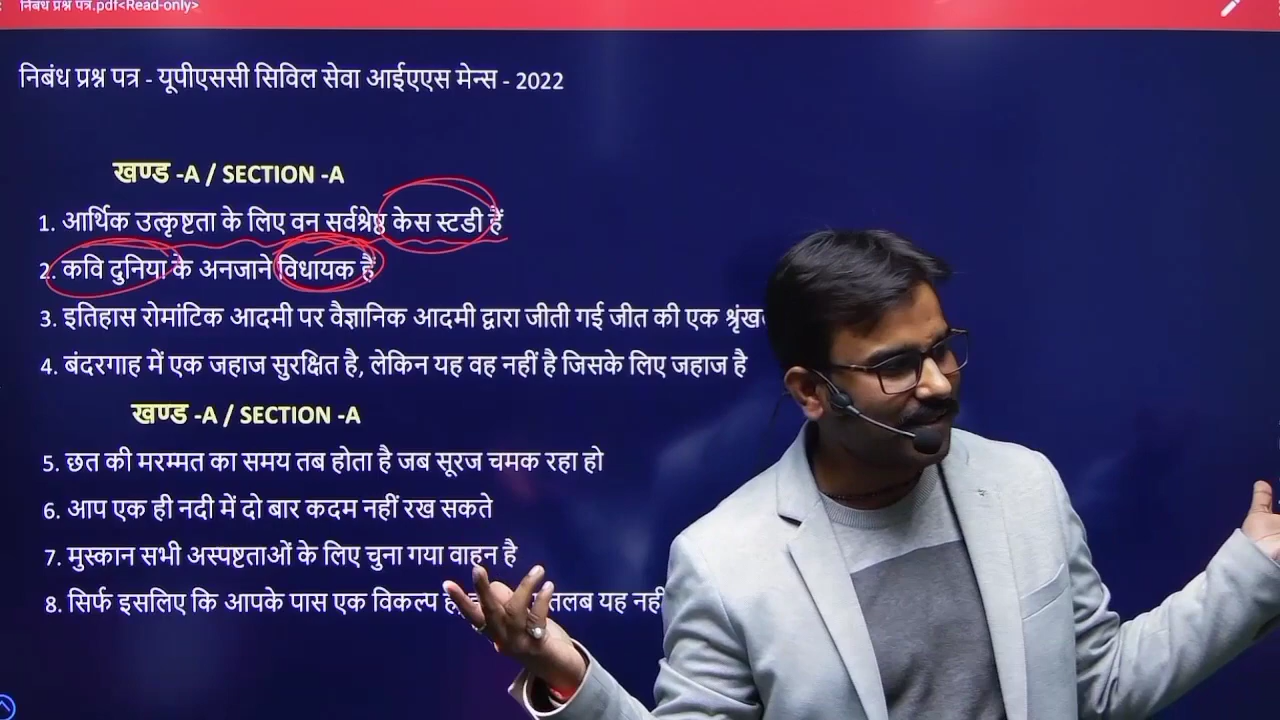 निबंध प्रश्न पत्र.pdf<Read-only>
निबंध प्रश्न पत्र - यूपीएससी सिविल सेवा आईएएस मेन्स - 2022
खण्ड -A / SECTION -A
1. आर्थिक उत्कृष्टता के लिए वन सर्वश्रेष्ठ केस स्टडी हैं
2. कवि दुनिया के अनजाने विधायक हैं
3. इतिहास रोमांटिक आदमी पर वैज्ञानिक आदमी द्वारा जीती गई जीत की एक
4. बंदरगाह में एक जहाज सुरक्षित है, लेकिन यह वह नहीं है जिसके लिए जहाज है
खण्ड -A / SECTION -A
5. छत की मरम्मत का समय तब होता है जब सूरज चमक रहा हो
6. आप एक ही नदी में दो बार कदम नहीं रख सकते
7. मुस्कान सभी अस्पष्टताओं के लिए चुना गया वाहन है
8. सिर्फ इसलिए कि आपके पास एक विकल्प यह